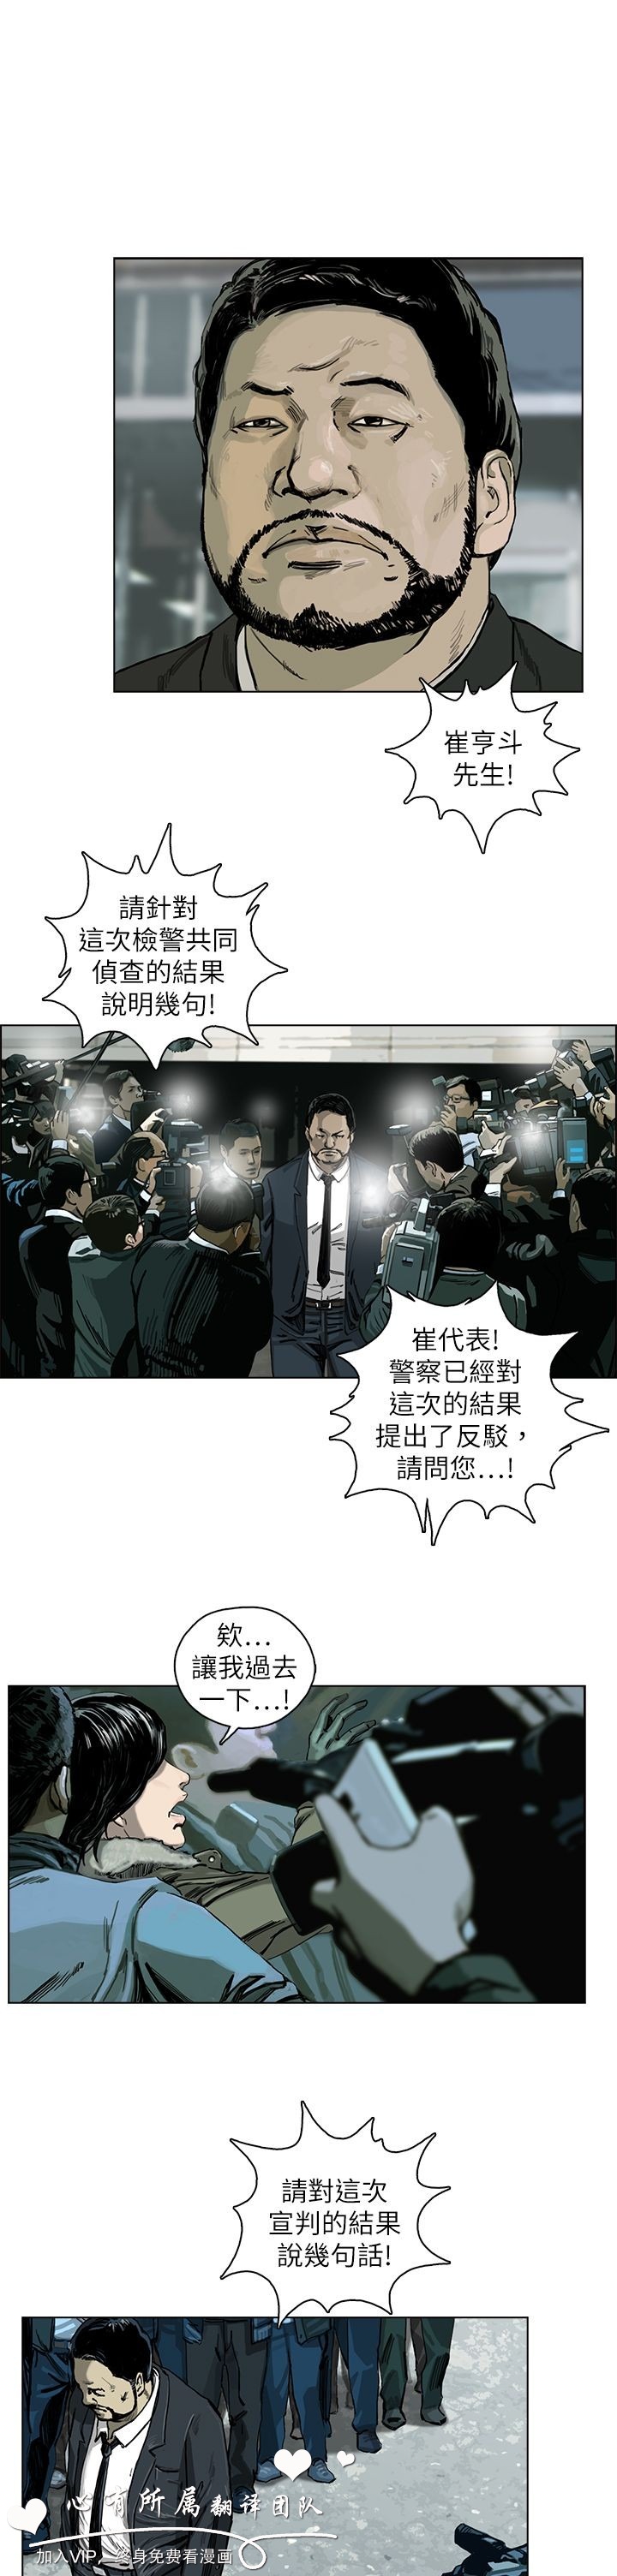 崔亨斗
先生!
請針對
這次檢警共同
偵查的結果
說明幾句!
崔代表!
警察已經對
這次的結果
提出了反駁，
請問您...!
欸...
讓我過去
一下...!
請對這次
宣判的結果
說幾句話!
心有所属翻译团队
加入VIP，终身免费看漫画